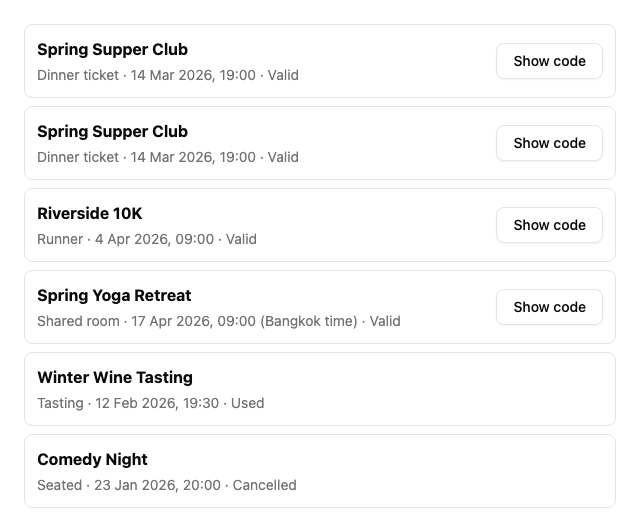 Spring Supper Club
Dinner ticket · 14 Mar 2026, 19:00 · Valid
Show code
Spring Supper Club
Dinner ticket · 14 Mar 2026, 19:00 · Valid
Show code
Riverside 10K
Runner · 4 Apr 2026, 09:00 · Valid
Show code
Spring Yoga Retreat
Shared room · 17 Apr 2026, 09:00 (Bangkok time) · Valid
Show code
Winter Wine Tasting
Tasting · 12 Feb 2026, 19:30 · Used
Comedy Night
Seated · 23 Jan 2026, 20:00 · Cancelled